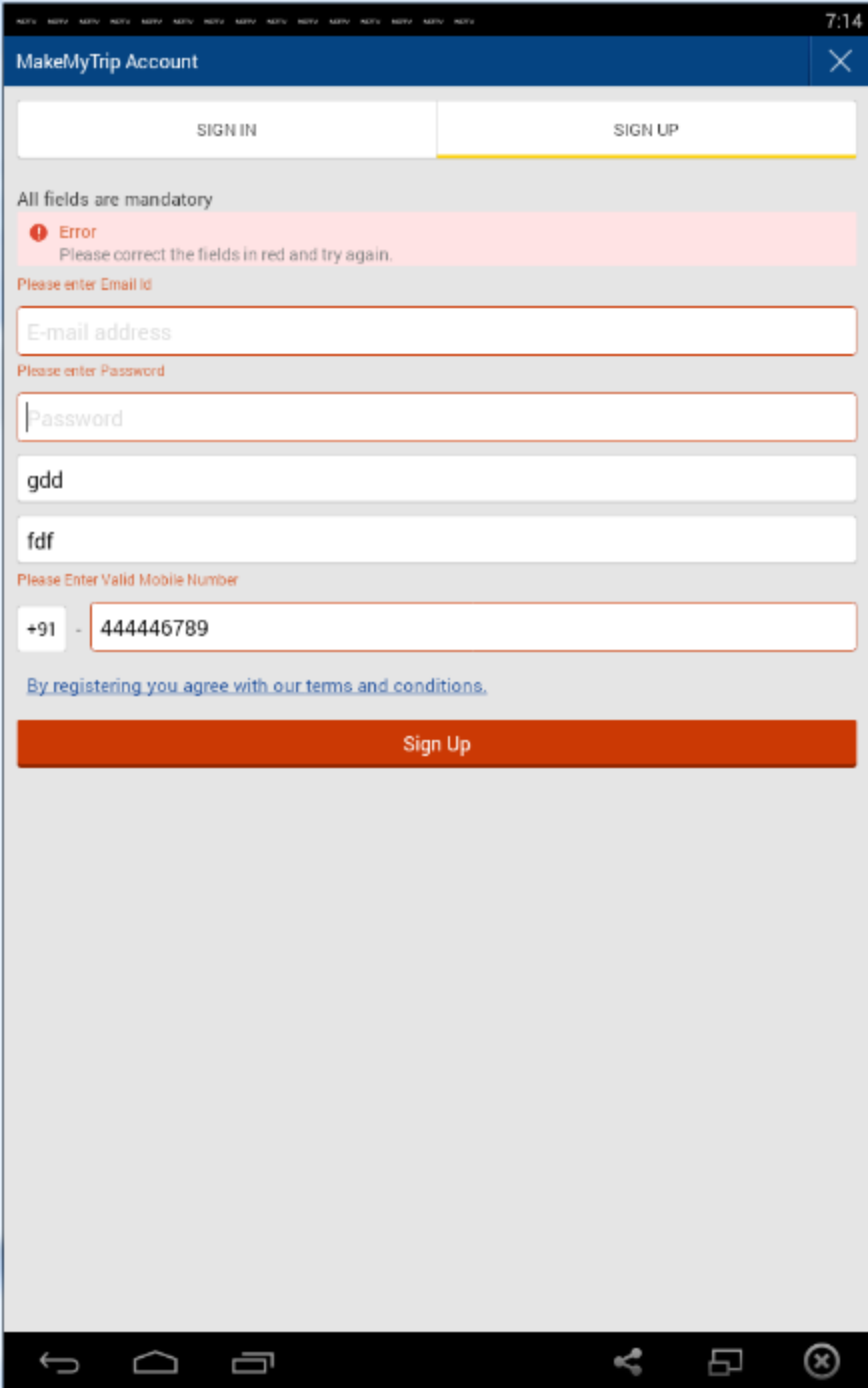 7:14
MakeMyTrip Account
SIGN IN
SIGN UP
All fields are mandatory
Error
Please correct the fields in red and try again.
Please enter Email Id
E-mail address
Please enter Password
Password
gdd
fdf
Please Enter Valid Mobile Number
+91 - 444446789
By registering you agree with our terms and conditions.
Sign Up